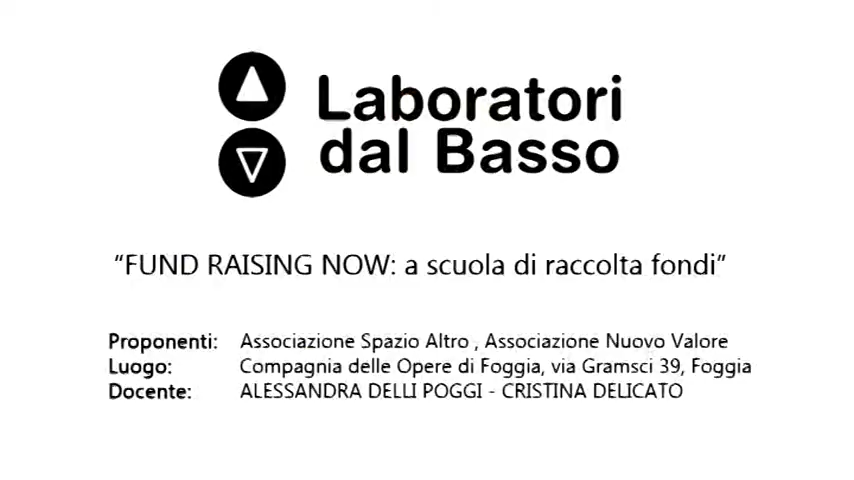 Laboratori
dal Basso
“FUND RAISING NOW: a scuola di raccolta fondi”
Proponenti: Associazione Spazio Altro , Associazione Nuovo Valore
Luogo: Compagnia delle Opere di Foggia, via Gramsci 39, Foggia
Docente: ALESSANDRA DELLI POGGI - CRISTINA DELICATO